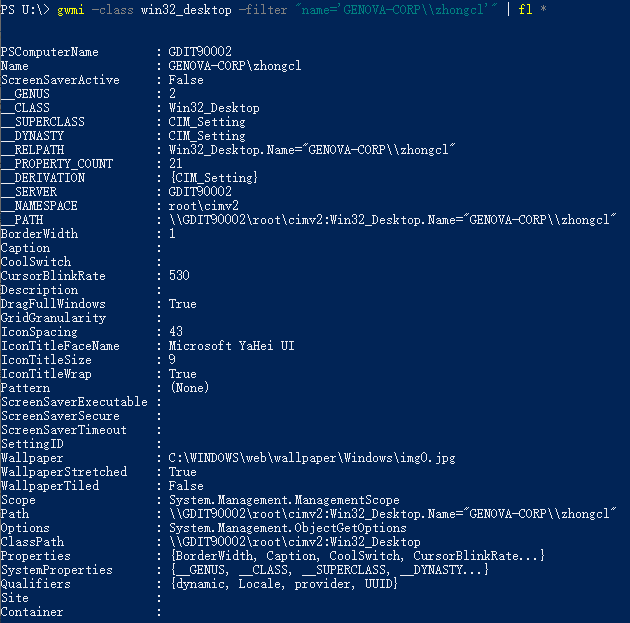 PS U:\> gwmi -class win32_desktop -filter "name='GENOVA-CORP\\zhongcl'" | fl *
PSComputerName : GDIT90002
Name : GENOVA-CORP\zhongcl
ScreenSaverActive : False
__GENUS : 2
__CLASS : Win32_Desktop
__SUPERCLASS : CIM_Setting
__DYNASTY : CIM_Setting
__RELPATH : Win32_Desktop.Name="GENOVA-CORP\\zhongcl"
__PROPERTY_COUNT : 21
__DERIVATION : {CIM_Setting}
__SERVER : GDIT90002
__NAMESPACE : root\cimv2
__PATH : \\GDIT90002\root\cimv2:Win32_Desktop.Name="GENOVA-CORP\\zhongcl"
BorderWidth : 1
Caption :
CoolSwitch :
CursorBlinkRate : 530
Description :
DragFullWindows : True
GridGranularity :
IconSpacing : 43
IconTitleFaceName : Microsoft YaHei UI
IconTitleSize : 9
IconTitleWrap : True
Pattern : (None)
ScreenSaverExecutable :
ScreenSaverSecure :
ScreenSaverTimeout :
SettingID :
Wallpaper : C:\WINDOWS\web\wallpaper\Windows\img0.jpg
WallpaperStretched : True
WallpaperTiled : False
Scope : System.Management.ManagementScope
Path : \\GDIT90002\root\cimv2:Win32_Desktop.Name="GENOVA-CORP\\zhongcl"
Options : System.Management.ObjectGetOptions
ClassPath : \\GDIT90002\root\cimv2:Win32_Desktop
Properties : {BorderWidth, Caption, CoolSwitch, CursorBlinkRate...}
SystemProperties : {__GENUS, __CLASS, __SUPERCLASS, __DYNASTY...}
Qualifiers : {dynamic, Locale, provider, UUID}
Site :
Container :